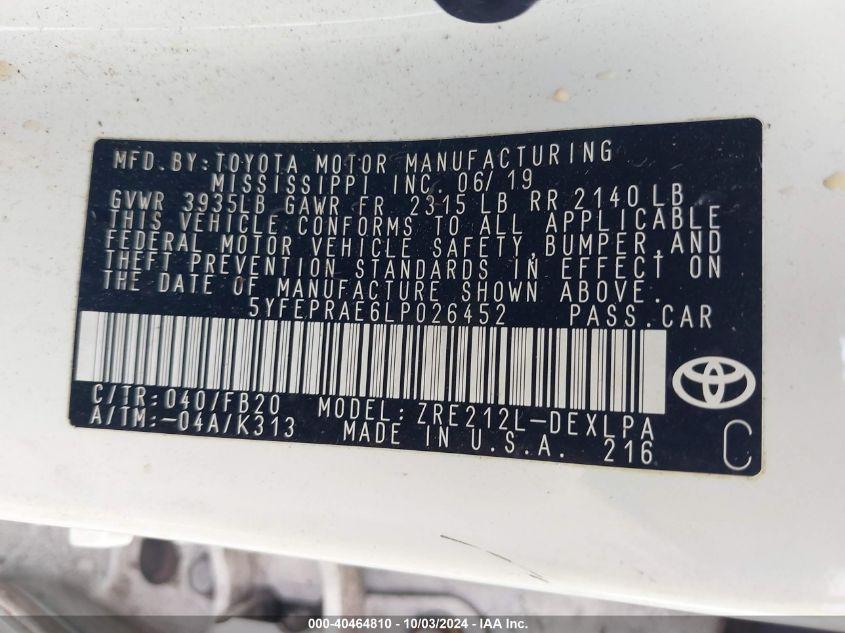 MFD.BY:TOYOTA MOTOR MANUFACTURING
MISSISSIPPI INC. 06/19
GVWR 3935LB GAWR FR 2315 LB RR 2140 LB
THIS VEHICLE CONFORMS TO ALL APPLICABLE
FEDERAL MOTOR VEHICLE SAFETY, BUMPER, AND
THEFT PREVENTION STANDARDS IN EFFECT ON
THE DATE OF MANUFACTURE SHOWN ABOVE.
5YFEPRAE6LP026452 PASS.CAR
C/TR:040/FB20 MODEL:ZRE212L-DEXLPA
A/TM:-04A/K313 MADE IN U.S.A. 216
C
000-40464810 / 10/03/2024 - IAA Inc.